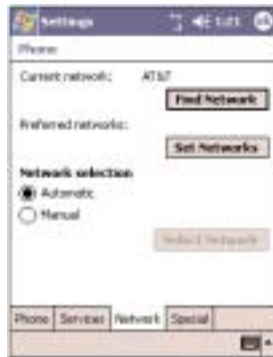 Settings 1:21 ok
Phone
Current network: AT&T
Find Network
Preferred networks:
Set Networks
Network selection
Automatic
Manual
Select Network
Phone Services Network Special